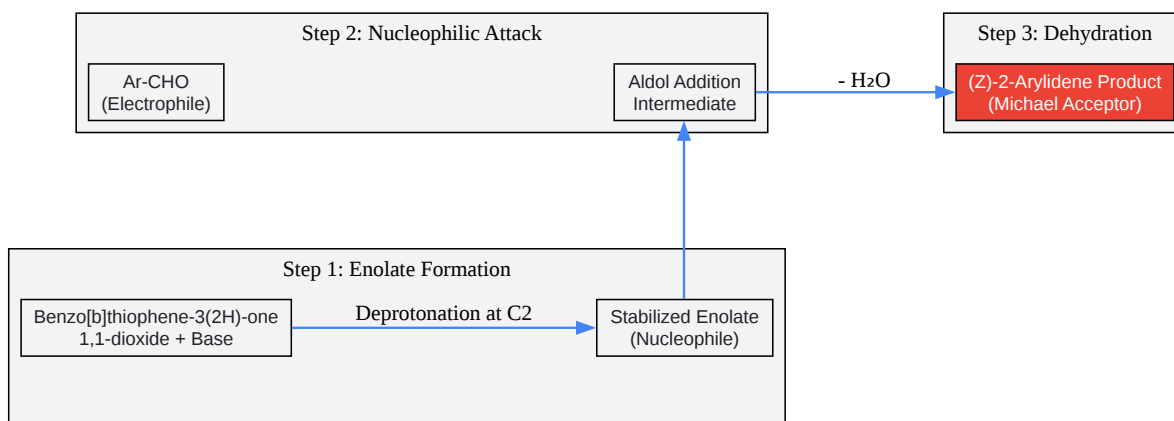 Step 2: Nucleophilic Attack
Ar-CHO
(Electrophile)
Aldol Addition
Intermediate
- H₂O
Step 3: Dehydration
(Z)-2-Arylidene Product
(Michael Acceptor)
Step 1: Enolate Formation
Benzo[b]thiophene-3(2H)-one
1,1-dioxide + Base
Deprotonation at C2
Stabilized Enolate
(Nucleophile)